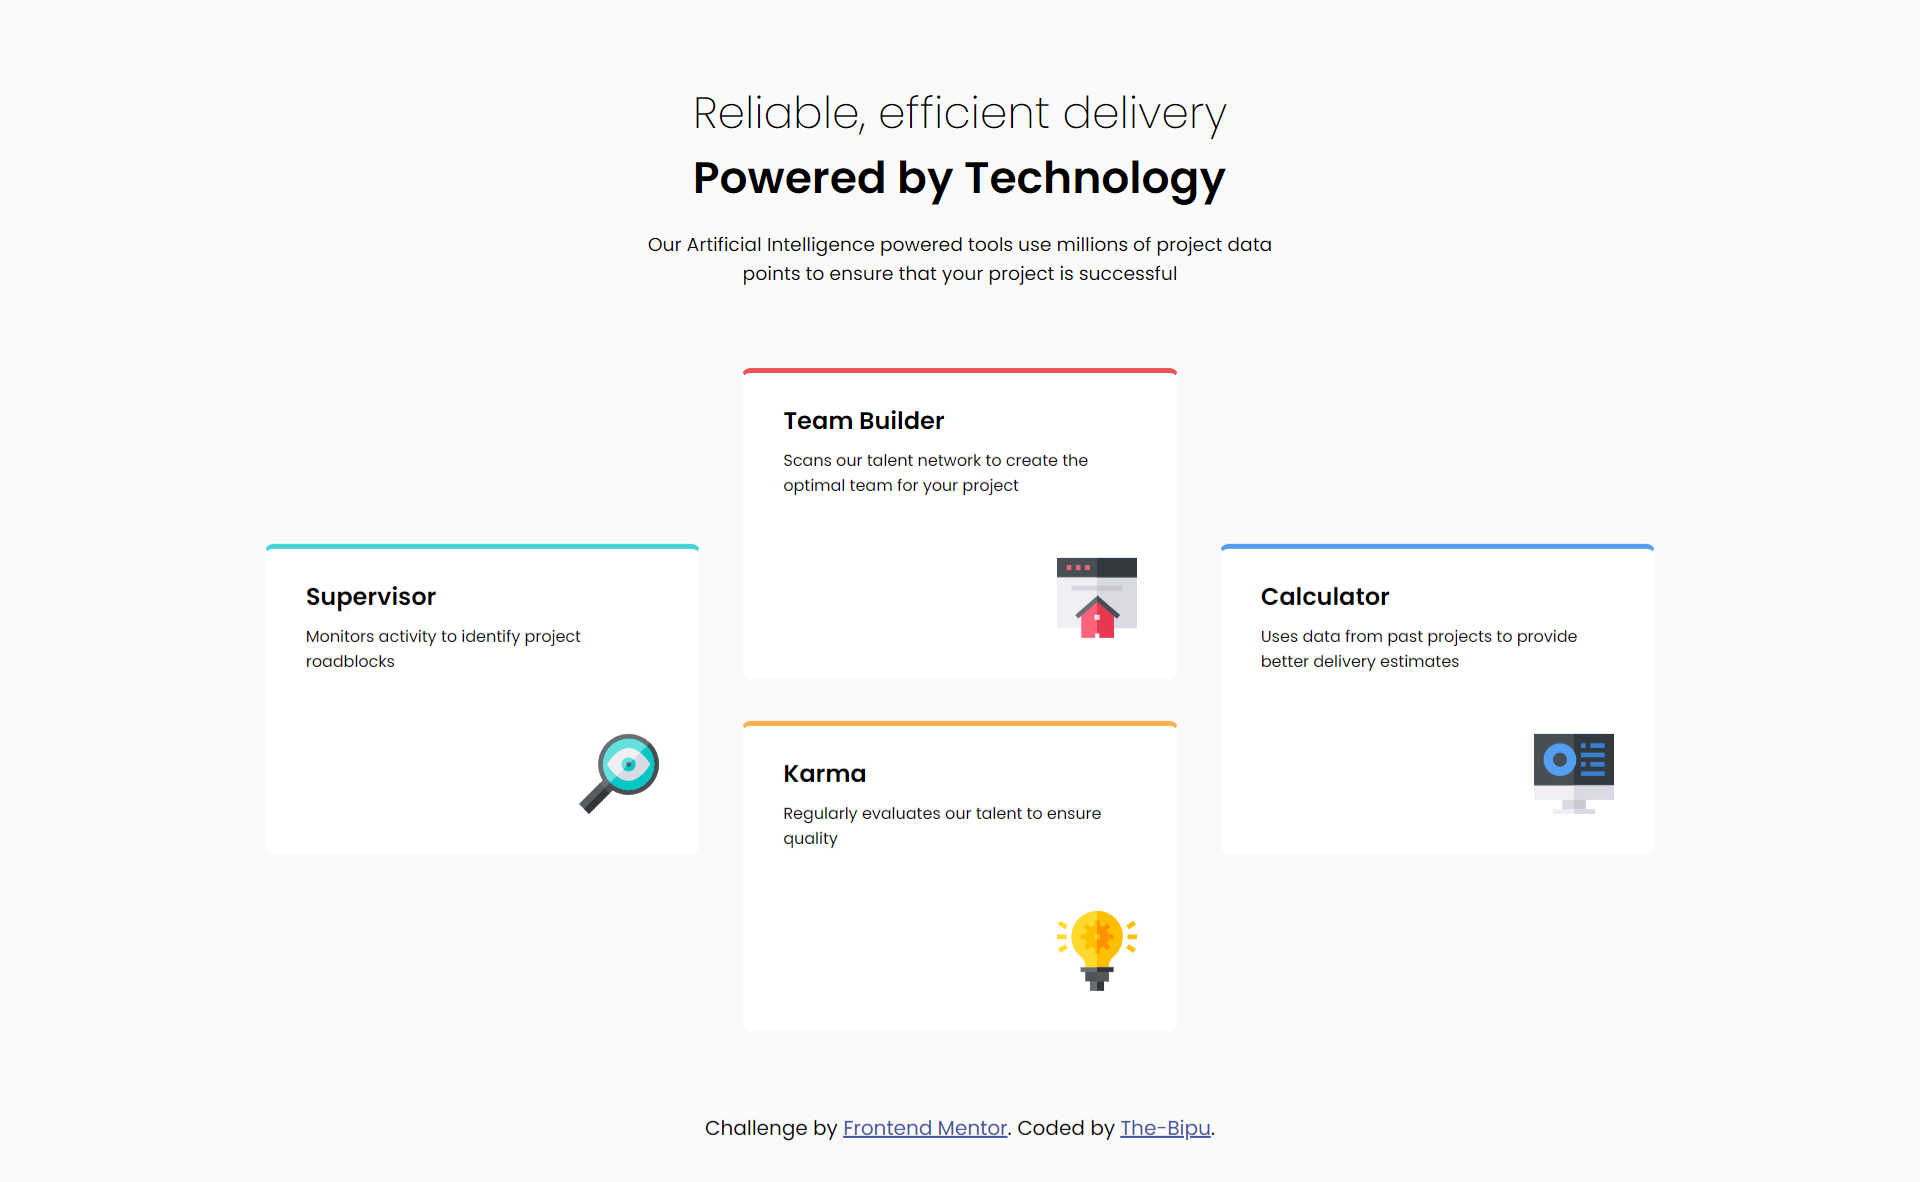 Reliable, efficient delivery
Powered by Technology
Our Artificial Intelligence powered tools use millions of project data
points to ensure that your project is successful
Team Builder
Scans our talent network to create the
optimal team for your project
Supervisor
Monitors activity to identify project
roadblocks
Calculator
Uses data from past projects to provide
better delivery estimates
Karma
Regularly evaluates our talent to ensure
quality
Challenge by Frontend Mentor. Coded by The-Bipu.